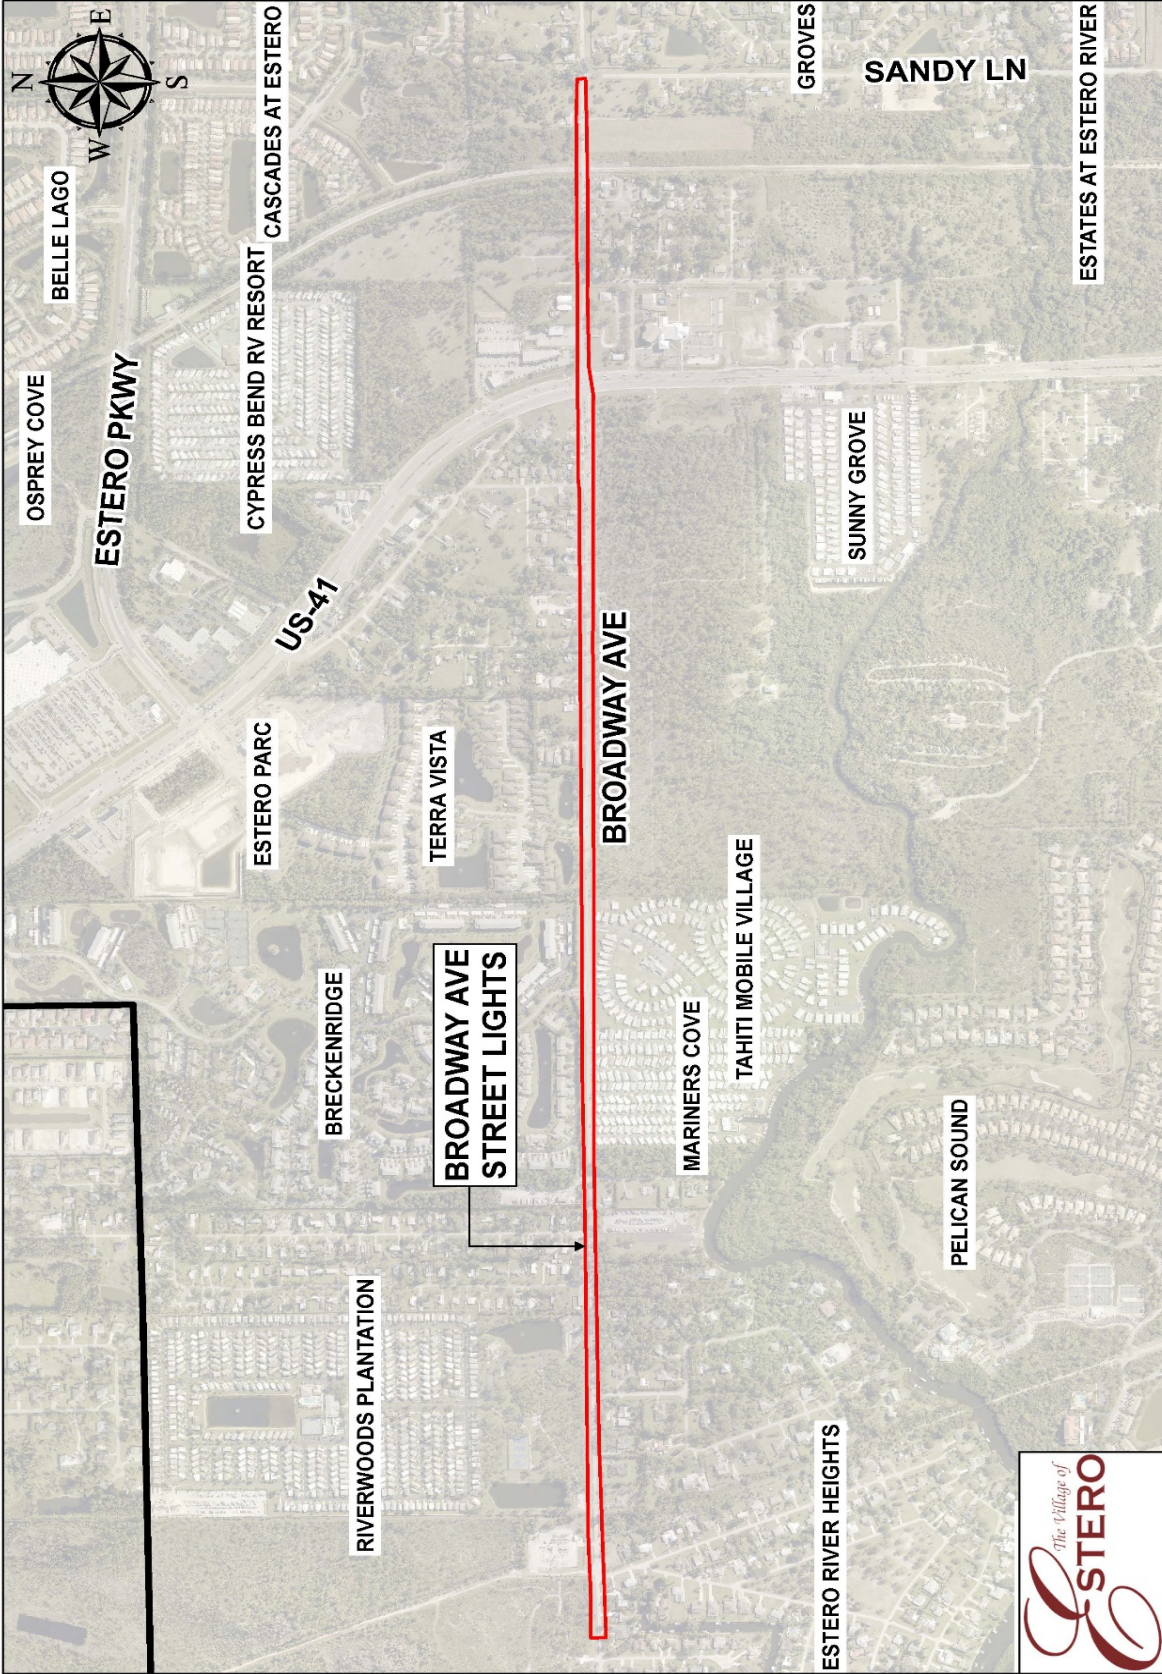 N
E
S
W
BELLE LAGO
OSPREY COVE
ESTERO PKWY
CASCADES AT ESTERO
CYPRESS BEND RV RESORT
US-41
ESTERO PARC
TERRA VISTA
BRECKENRIDGE
BROADWAY AVE
STREET LIGHTS
RIVERWOODS PLANTATION
BROADWAY AVE
GROVES
SANDY LN
ESTATES AT ESTERO RIVER
SUNNY GROVE
TAHITI MOBILE VILLAGE
MARINERS COVE
PELICAN SOUND
ESTERO RIVER HEIGHTS
The Village of
ESTERO